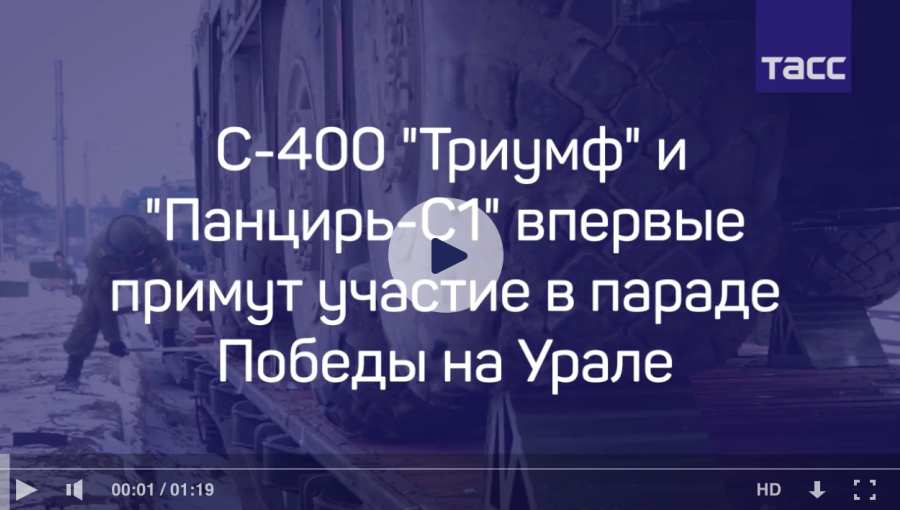 ТАСС
С-400 "Триумф" и
"Панцирь-С1" впервые
примут участие в параде
Победы на Урале
00:01 / 01:19
HD